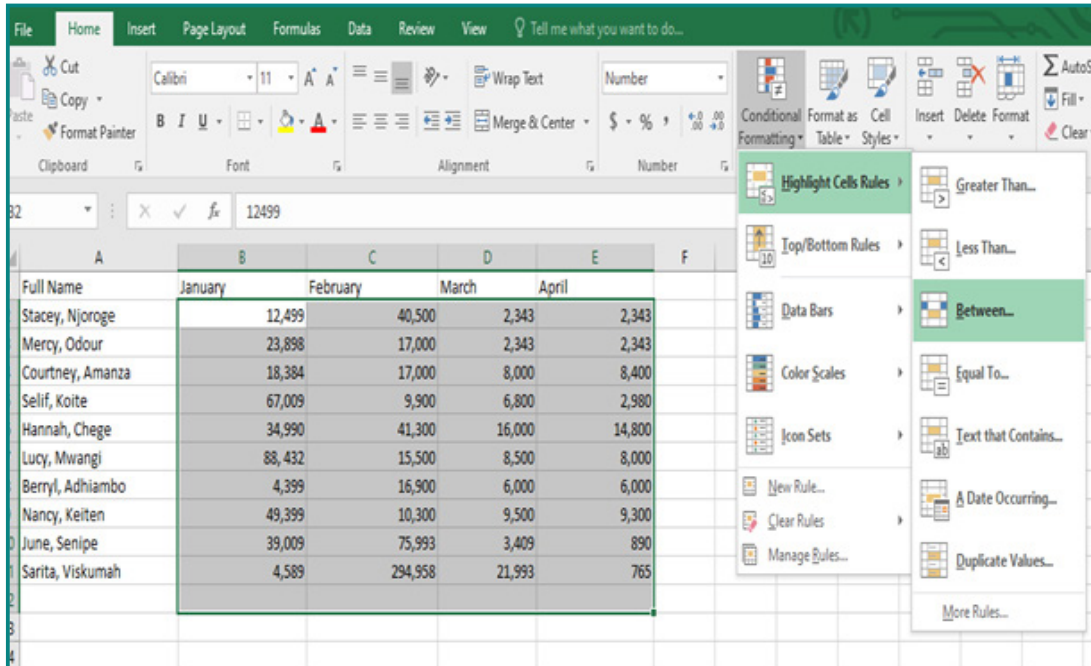 File Home Insert Page Layout Formulas Data Review View Tell me what you want to do...
Cut
Copy
Format Painter
Clipboard
Calibri 11 A A
B I U A
Font
Wrap Text
Merge & Center
Alignment
Number
$ % , .0 .00 .00 .0
Number
Conditional Formatting
Format as Table
Cell Styles
Insert Delete Format
Fill
Clear
fx 12499
A B C D E F
Full Name January February March April
Stacey, Njoroge 12,499 40,500 2,343 2,343
Mercy, Odour 23,898 17,000 2,343 2,343
Courtney, Amanza 18,384 17,000 8,000 8,400
Selif, Koite 67,009 9,900 6,800 2,980
Hannah, Chege 34,990 41,300 16,000 14,800
Lucy, Mwangi 88, 432 15,500 8,500 8,000
Berryl, Adhiambo 4,399 16,900 6,000 6,000
Nancy, Keiten 49,399 10,300 9,500 9,300
June, Senipe 39,009 75,993 3,409 890
Sarita, Viskumah 4,589 294,958 21,993 765
3
4
Highlight Cells Rules
Top/Bottom Rules
Data Bars
Color Scales
Icon Sets
New Rule...
Clear Rules
Manage Rules...
Greater Than...
Less Than...
Between...
Equal To...
Text that Contains...
A Date Occurring...
Duplicate Values...
More Rules...